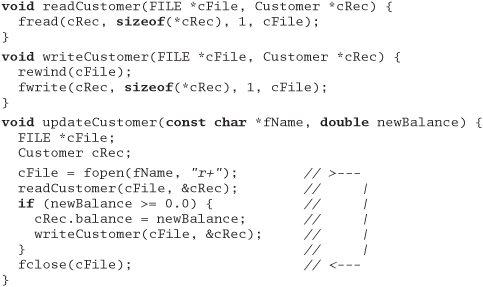 void readCustomer(FILE *cFile, Customer *cRec) {
  fread(cRec, sizeof(*cRec), 1, cFile);
}
void writeCustomer(FILE *cFile, Customer *cRec) {
  rewind(cFile);
  fwrite(cRec, sizeof(*cRec), 1, cFile);
}
void updateCustomer(const char *fName, double newBalance) {
  FILE *cFile;
  Customer cRec;
  cFile = fopen(fName, "r+");        // >---
  readCustomer(cFile, &cRec);        //     |
  if (newBalance >= 0.0) {           //     |
    cRec.balance = newBalance;       //     |
    writeCustomer(cFile, &cRec);     //     |
  }                                  //     |
  fclose(cFile);                     // <---
}